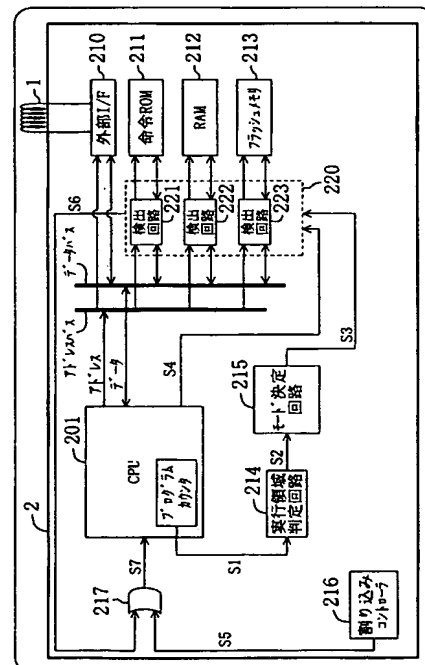 2
1
S6
データバス
アドレスバス
アドレス
データ
210
外部I/F
211
命令ROM
212
RAM
213
フラッシュメモリ
検出
回路
221
検出
回路
222
検出
回路
223
220
201
CPU
プログラム
カウンタ
S4
S3
215
モード決定
回路
S2
214
実行領域
判定回路
S1
S7
217
S5
216
割り込み
コントローラ